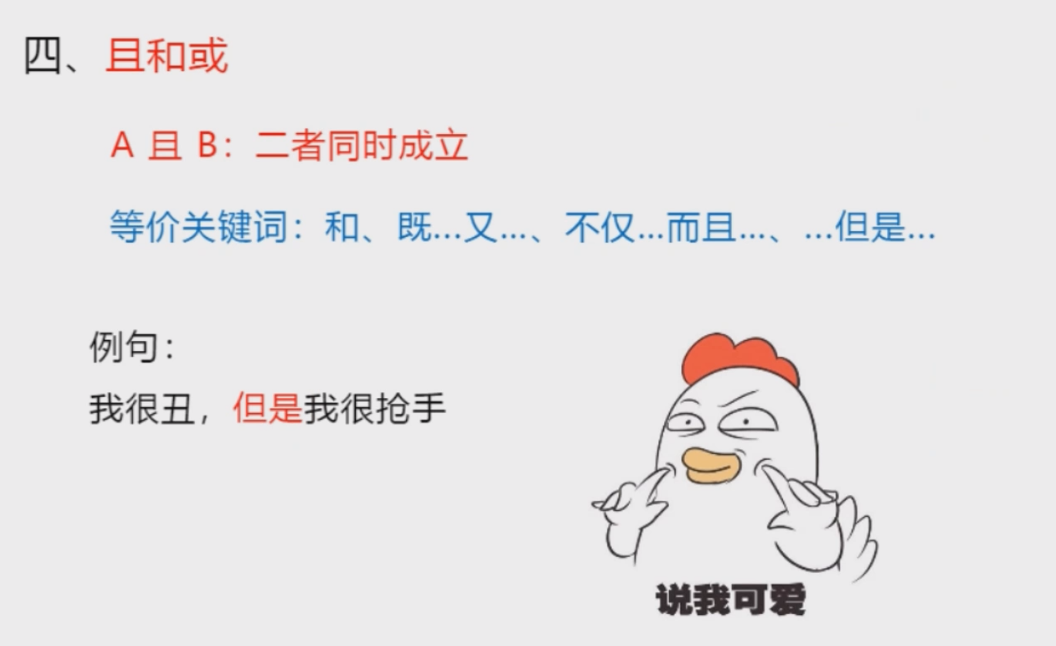 四、且和或
A 且 B：二者同时成立
等价关键词：和、既...又...、不仅...而且...、...但是...
例句：
我很丑，但是我很抢手
说我可爱